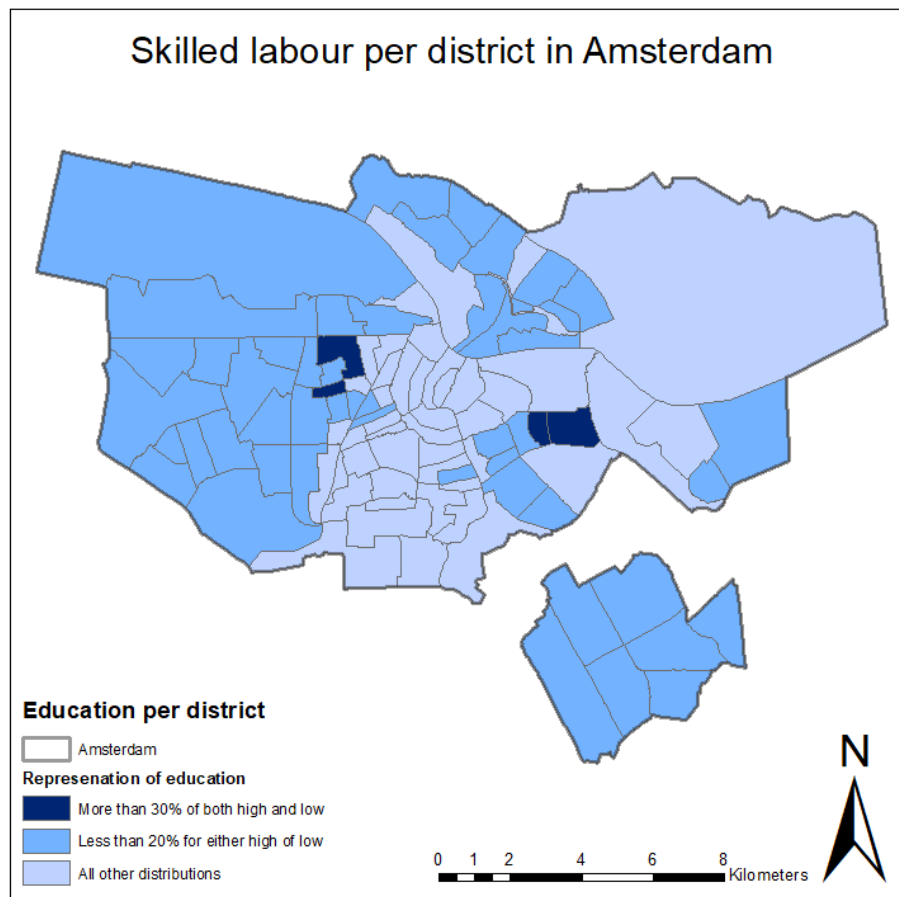 Skilled labour per district in Amsterdam
Education per district
Amsterdam
Represenation of education
More than 30% of both high and low
Less than 20% for either high of low
All other distributions
N
0 1 2 4 6 8
Kilometers